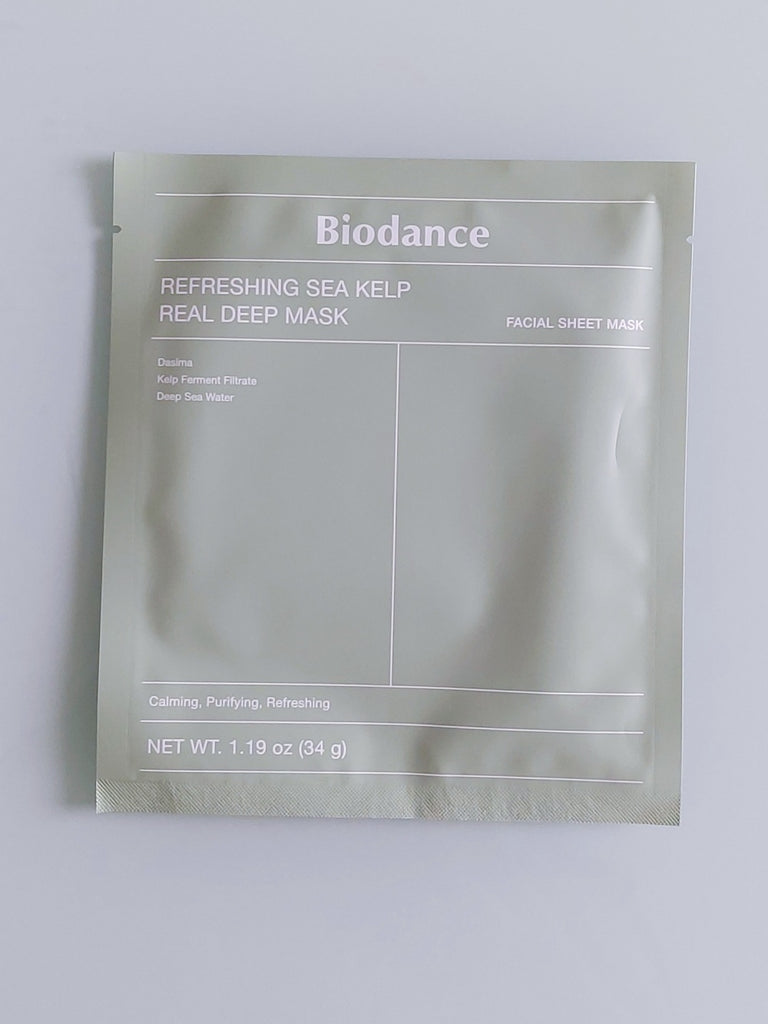 Biodance
REFRESHING SEA KELP
REAL DEEP MASK
FACIAL SHEET MASK
Dasima
Kelp Ferment Filtrate
Deep Sea Water
Calming, Purifying, Refreshing
NET WT. 1.19 oz (34 g)